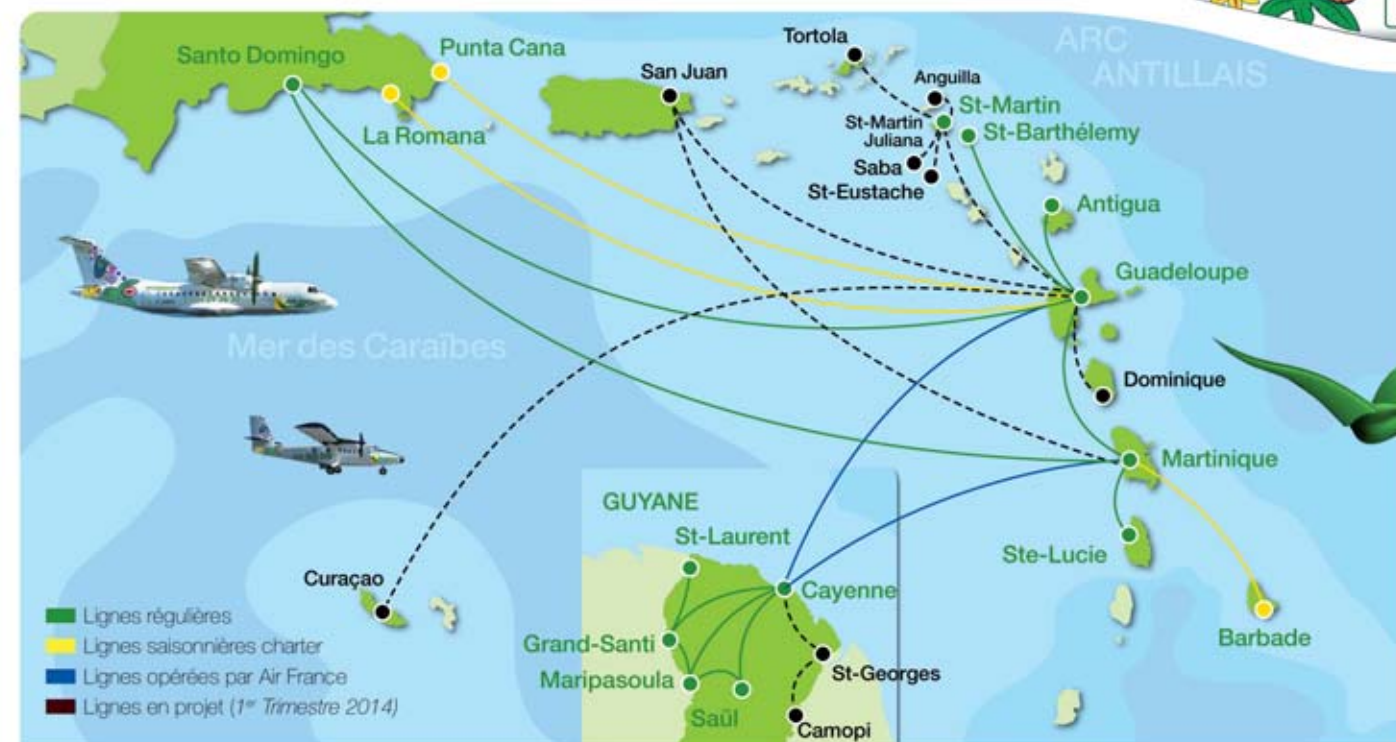 ARC
ANTILLAIS
Tortola
Punta Cana
Santo Domingo
San Juan
Anguilla
St-Martin
St-Martin
Juliana
St-Barthélemy
La Romana
Saba
St-Eustache
Antigua
Guadeloupe
Mer des Caraïbes
Dominique
Martinique
GUYANE
St-Laurent
Ste-Lucie
Curaçao
Cayenne
Lignes régulières
Lignes saisonnières charter
Lignes opérées par Air France
Lignes en projet (1er Trimestre 2014)
Grand-Santi
Barbade
Maripasoula
St-Georges
Saül
Camopi